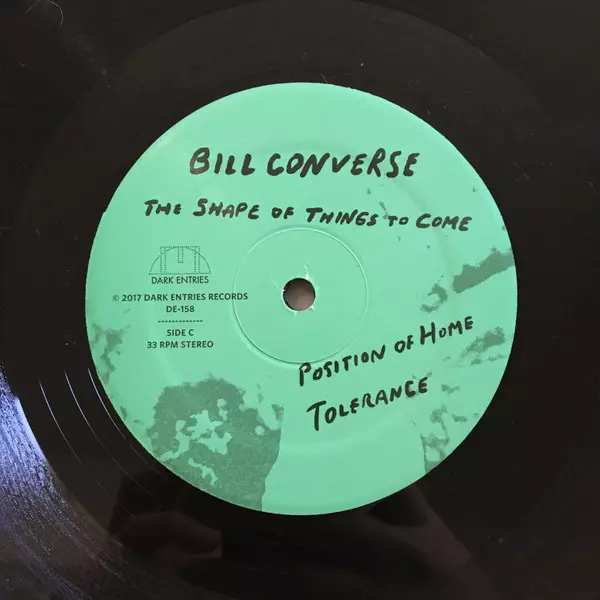 BILL CONVERSE
THE SHAPE OF THINGS TO COME
DARK ENTRIES
© 2017 DARK ENTRIES RECORDS
DE-158
------------
SIDE C
33 RPM STEREO
POSITION OF HOME
TOLERANCE